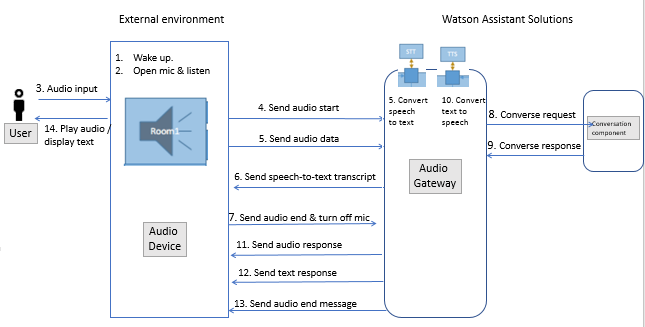 External environment
Watson Assistant Solutions
1. Wake up.
2. Open mic & listen
STT
TTS
3. Audio input
User
14. Play audio /
display text
Room1
Audio
Device
4. Send audio start
5. Send audio data
6. Send speech-to-text transcript
7. Send audio end & turn off mic
11. Send audio response
12. Send text response
13. Send audio end message
5. Convert
speech
to text
10. Convert
text to
speech
Audio
Gateway
8. Converse request
9. Converse response
Conversation
component